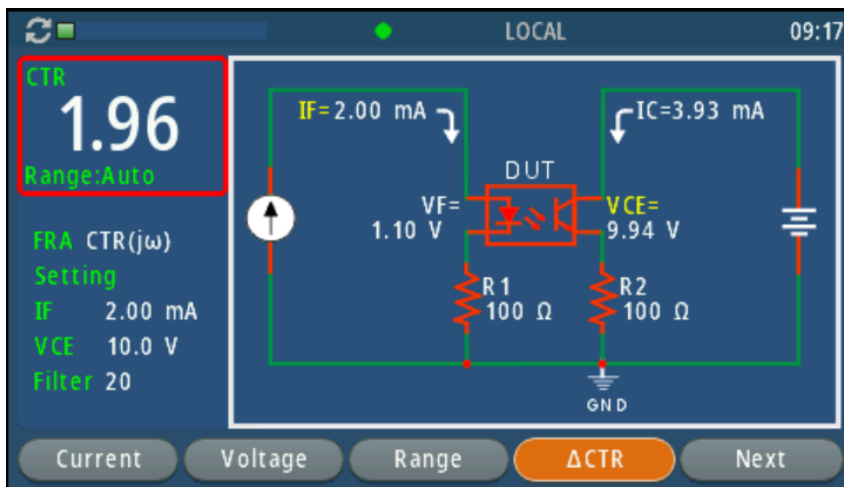 LOCAL 09:17
CTR
1.96
Range:Auto
FRA CTR(jω)
Setting
IF 2.00 mA
VCE 10.0 V
Filter 20
IF=2.00 mA
IC=3.93 mA
DUT
VF=
1.10 V
VCE=
9.94 V
R1
100 Ω
R2
100 Ω
GND
Current Voltage Range ΔCTR Next